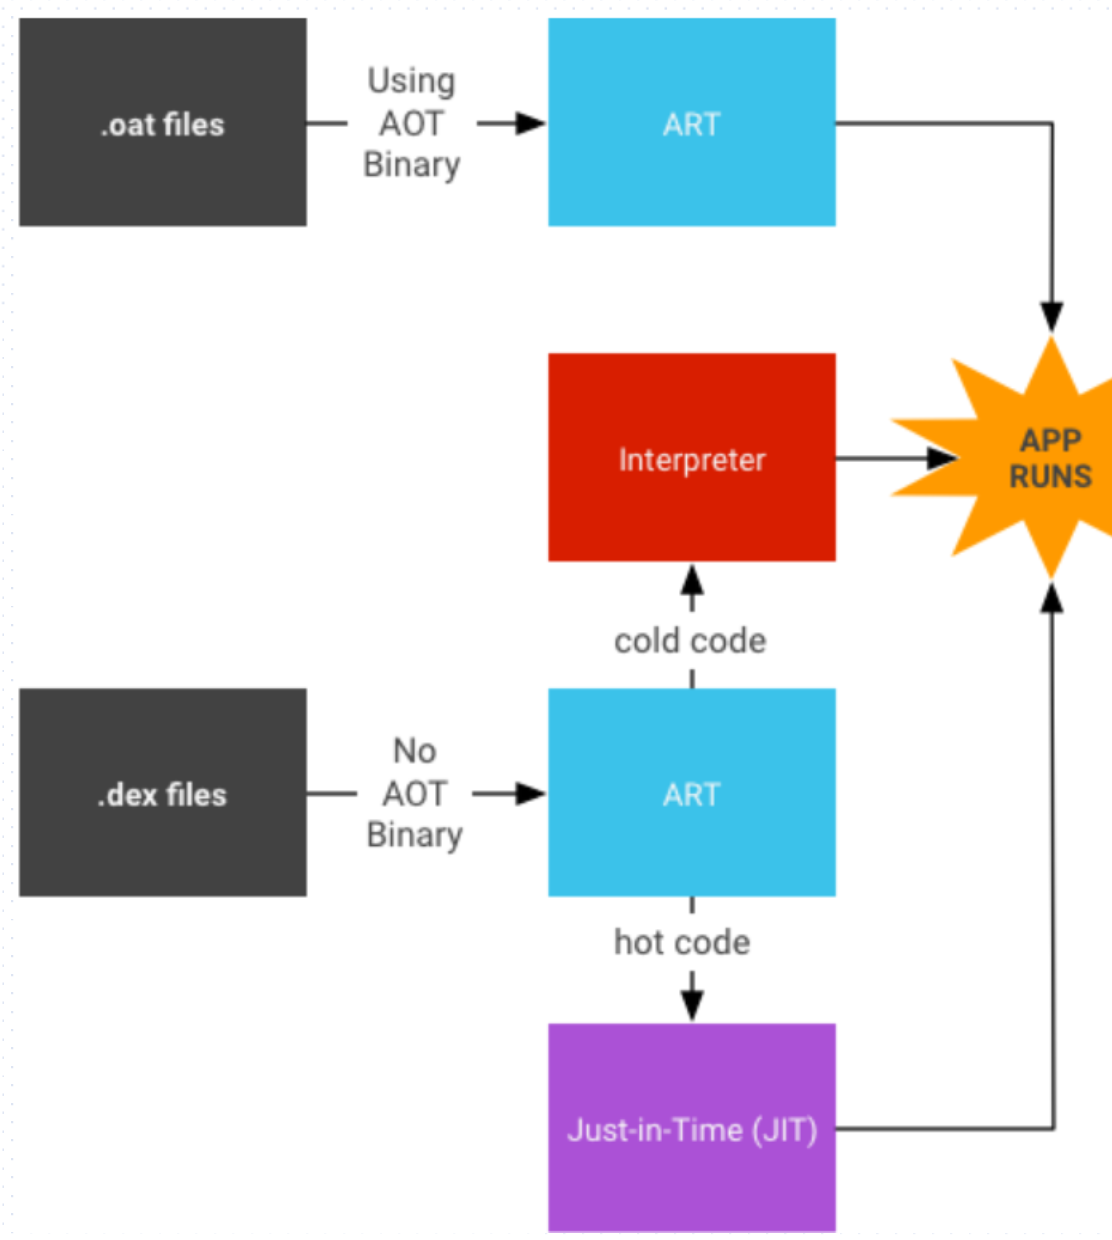 .oat files
Using
AOT
Binary
ART
Interpreter
APP
RUNS
cold code
.dex files
No
AOT
Binary
ART
hot code
Just-in-Time (JIT)